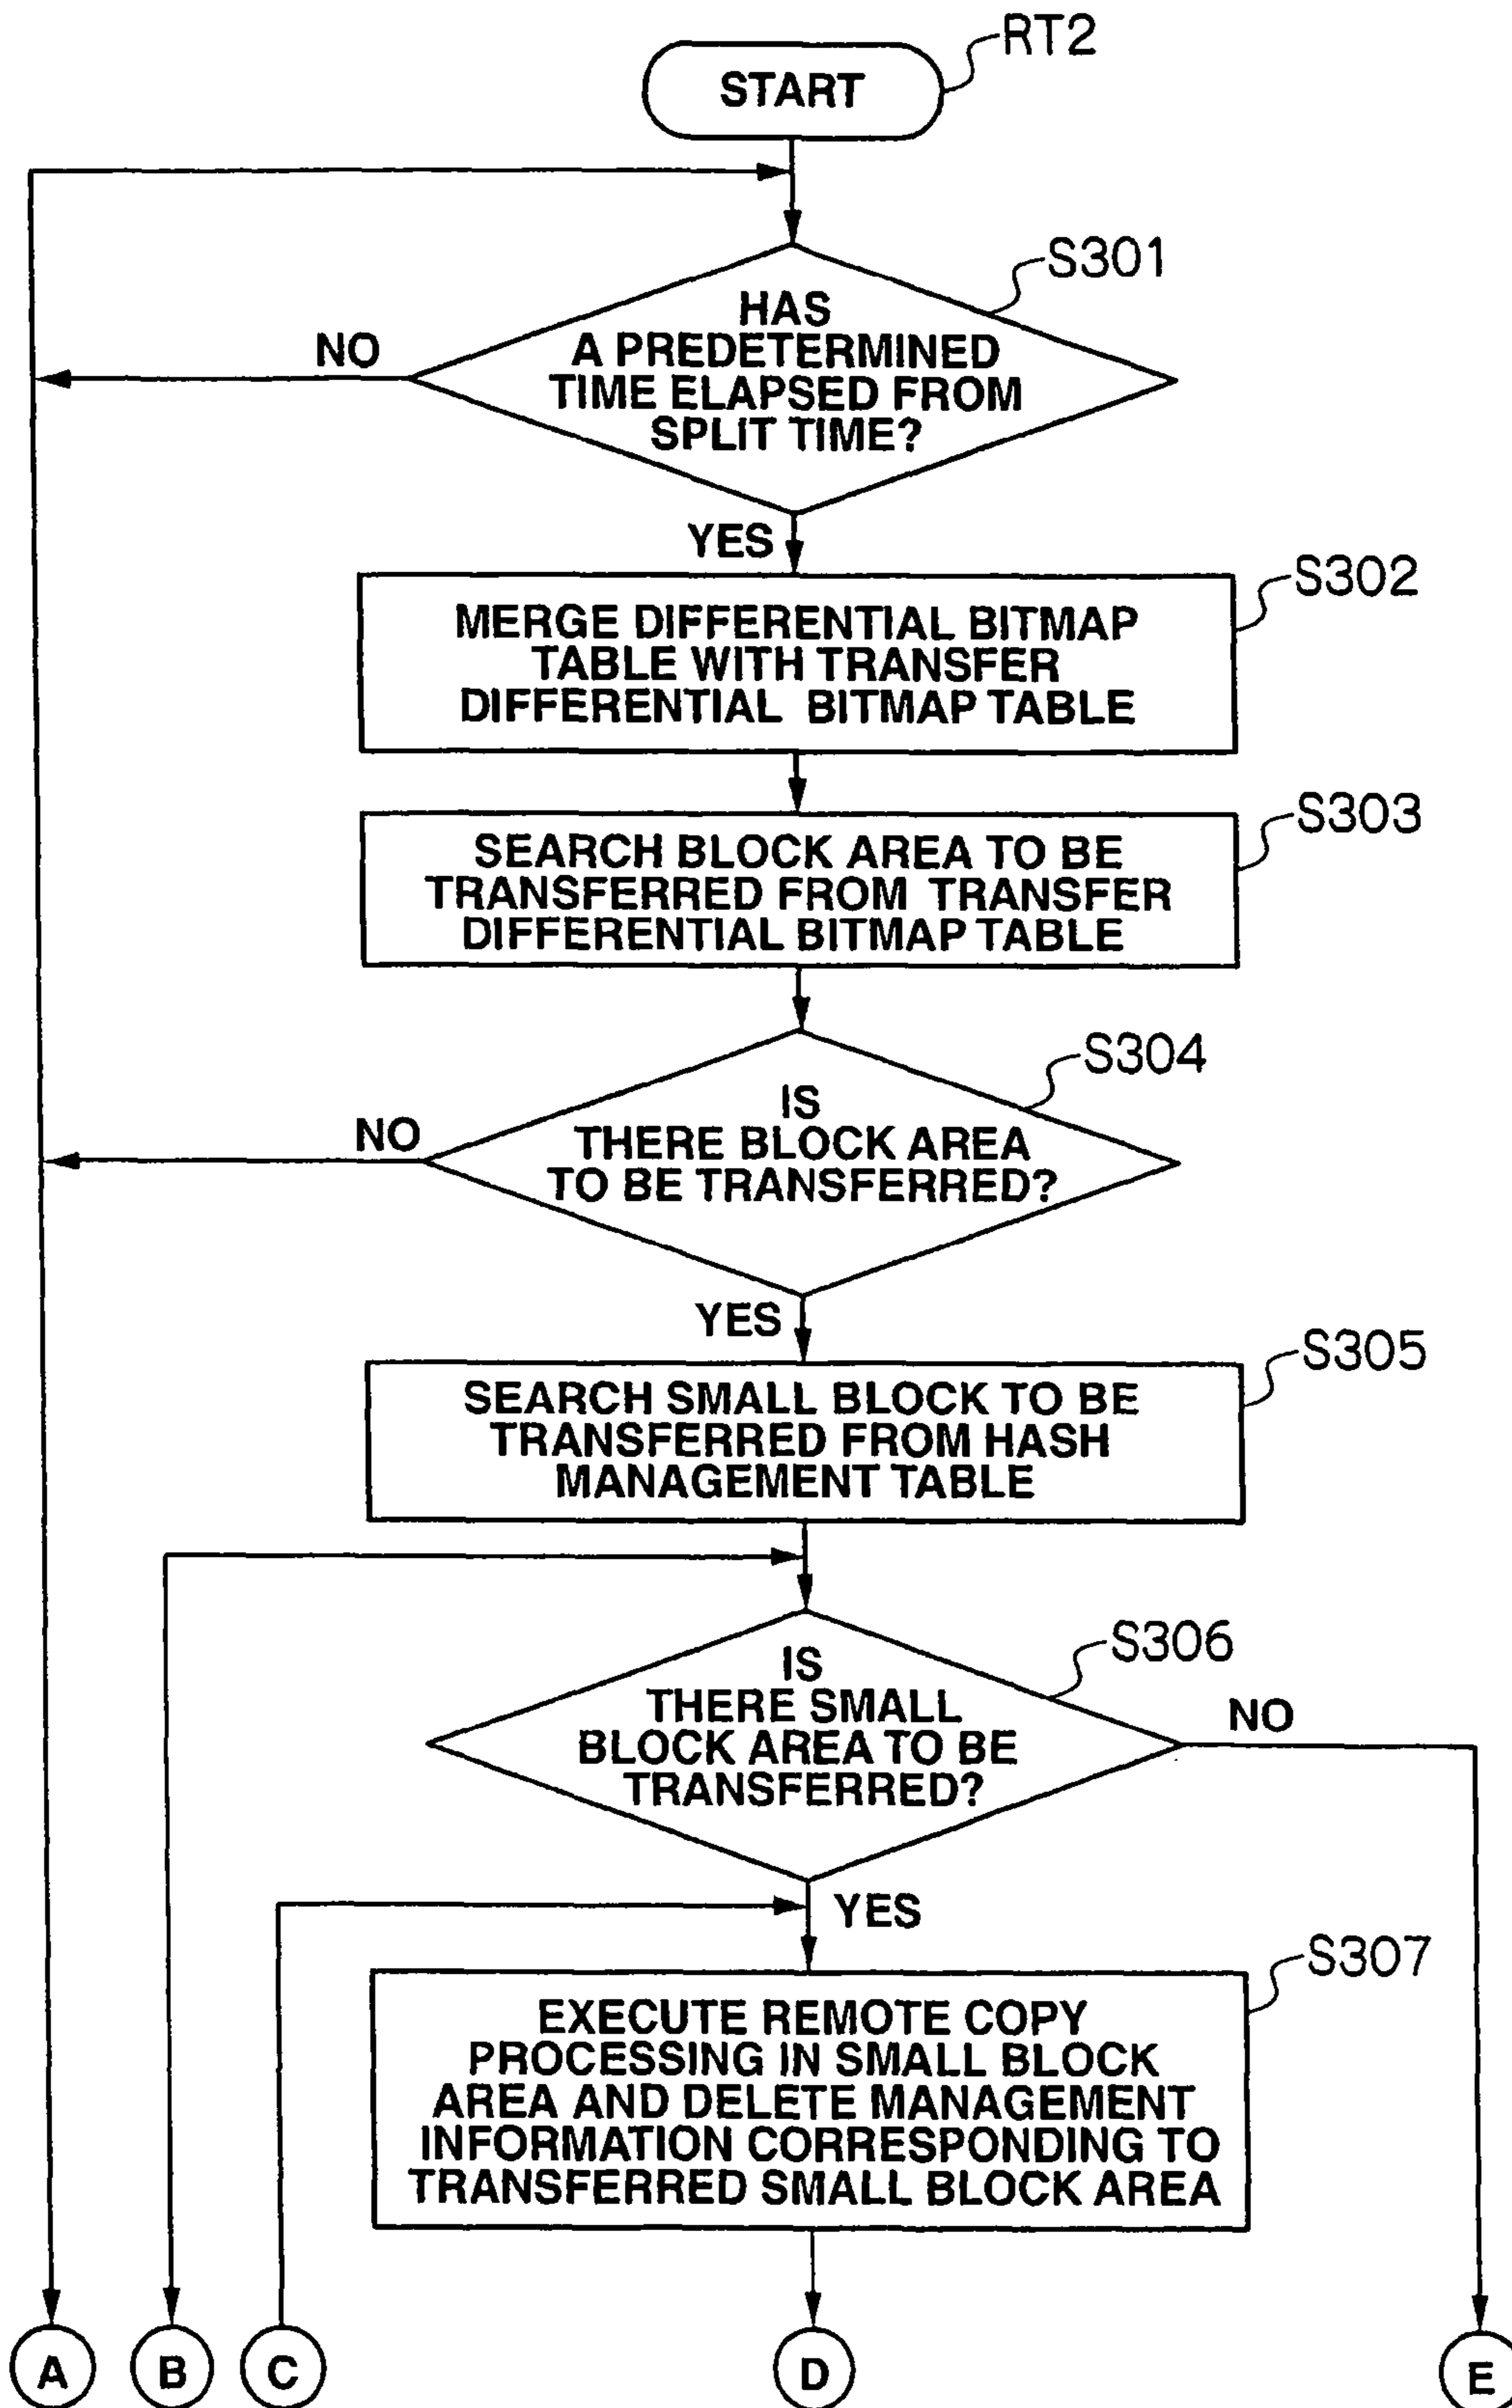 RT2
START
S301
HAS
A PREDETERMINED
TIME ELAPSED FROM
SPLIT TIME?
NO
YES
S302
MERGE DIFFERENTIAL BITMAP
TABLE WITH TRANSFER
DIFFERENTIAL BITMAP TABLE
S303
SEARCH BLOCK AREA TO BE
TRANSFERRED FROM TRANSFER
DIFFERENTIAL BITMAP TABLE
S304
IS
THERE BLOCK AREA
TO BE TRANSFERRED?
NO
YES
S305
SEARCH SMALL BLOCK TO BE
TRANSFERRED FROM HASH
MANAGEMENT TABLE
S306
IS
THERE SMALL
BLOCK AREA TO BE
TRANSFERRED?
NO
YES
S307
EXECUTE REMOTE COPY
PROCESSING IN SMALL BLOCK
AREA AND DELETE MANAGEMENT
INFORMATION CORRESPONDING TO
TRANSFERRED SMALL BLOCK AREA
A
B
C
D
E